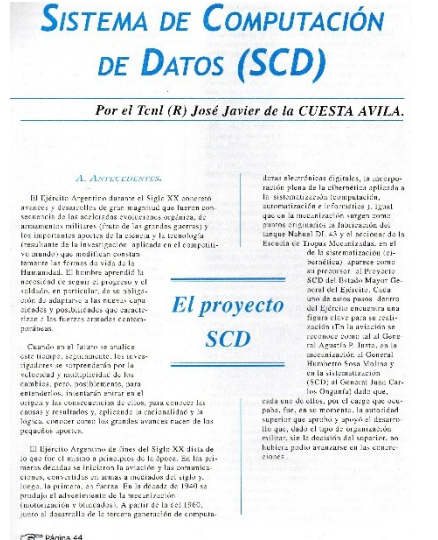 SISTEMA DE COMPUTACIÓN
DE DATOS (SCD)
Por el Tcnl (R) José Javier de la CUESTA AVILA.
A. ANTECEDENTES.
El Ejército Argentino durante el Siglo XX concretó
avances y desarrollos de gran magnitud que fueron con-
secuencia de las aceleradas evoluciones orgánica, de
armamentos militares (fruto de las grandes guerras) y
los importantes aportes de la ciencia y la tecnología
(resultante de la investigación aplicada en el competiti-
vo mundo) que modifican constan-
temente las formas de vida de la
Humanidad. El hombre aprendió la
necesidad de seguir el progreso y el
soldado, en particular, de su obliga-
ción de adaptarse a las nuevas capa
cidades y posibilidades que caracte-
rizan a las fuerzas armadas contem-
poráneas.
Cuando en el futuro se analice
este tiempo, seguramente, los inves-
tigadores se sorprenderán por la
velocidad y multiplicidad de los
cambios, pero, posiblemente, para
entenderlos, intentarán entrar en el
origen y las consecuencias de ellos, para conocer las
causas y resultados y, aplicando la racionalidad y la
lógica, conocer como los grandes avances nacen de los
pequeños aportes.
El Ejército Argentino de fines del Siglo XX dista de
lo que fue el mismo a principios de la época. En las pri-
meras décadas se iniciaron la aviación y las comunica-
ciones, convertidas en armas a mediados del siglo y,
luego, la primera, en fuerza. En la década de 1940 se
produjo el advenimiento de la mecanización
(motorización y blindados). A partir de la del 1960,
junto al desarrollo de la tercera generación de computa-
El proyecto
SCD
doras electrónicas digitales, la incorpo-
ración plena de la cibernética aplicada a
la sistematización (computación,
automatización e informática). Igual
que en la mecanización surgen como
puntos originarios la fabricación del
tanque Nahuel DL 43 y el accionar de la
Escuela de Tropas Mecanizadas, en el
de la sistematización (ci-
bernética) aparece como
su precursor el Proyecto
SCD del Estado Mayor Ge-
neral del Ejército. Cada
uno de estos pasos dentro
del Ejército encuentra una
figura clave para su reali-
zación (En la aviación se
reconoce como tal al Gene-
ral Agustín P. Justo, en la
mecanización al General
Humberto Sosa Molina y
en la sistematización
(SCD) al General Juan Car-
los Onganía) dado que,
cada uno de ellos, por el cargo que ocu-
paba, fue, en su momento, la autoridad
superior que aprobó y apoyó el desarro-
llo que, dado el tipo de organización
militar, sin la decisión del superior, no
hubiera podido avanzarse en las concre-
ciones.
Página 44